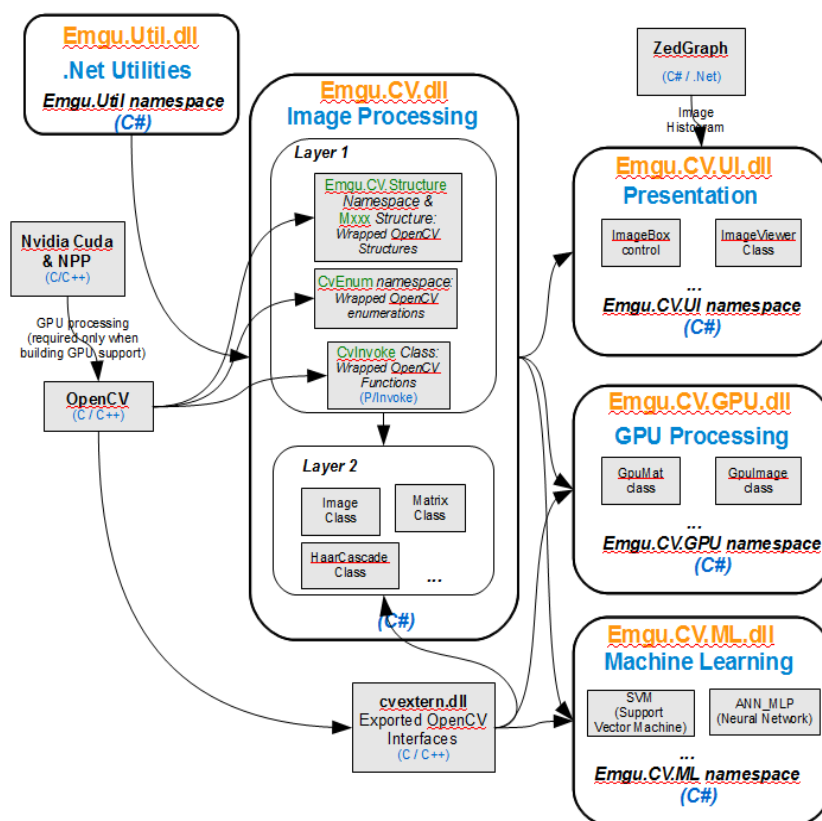 Emgu.Util.dll
.Net Utilities
Emgu.Util namespace
(C#)
ZedGraph
(C# / .Net)
Image
Histogram
Emgu.CV.dll
Image Processing
Layer 1
Emgu.CV.Structure
Namespace &
Mxxx Structure:
Wrapped OpenCV
Structures
CvEnum namespace:
Wrapped OpenCV
enumerations
CvInvoke Class:
Wrapped OpenCV
Functions
(P/Invoke)
Layer 2
Image
Class
Matrix
Class
HaarCascade
Class
...
(C#)
Nvidia Cuda
& NPP
(C/C++)
GPU processing
(required only when
building GPU support)
OpenCV
(C / C++)
cvextern.dll
Exported OpenCV
Interfaces
(C / C++)
Emgu.CV.UI.dll
Presentation
ImageBox
control
ImageViewer
Class
...
Emgu.CV.UI namespace
(C#)
Emgu.CV.GPU.dll
GPU Processing
GpuMat
class
GpuImage
class
...
Emgu.CV.GPU namespace
(C#)
Emgu.CV.ML.dll
Machine Learning
SVM
(Support
Vector Machine)
ANN_MLP
(Neural Network)
...
Emgu.CV.ML namespace
(C#)